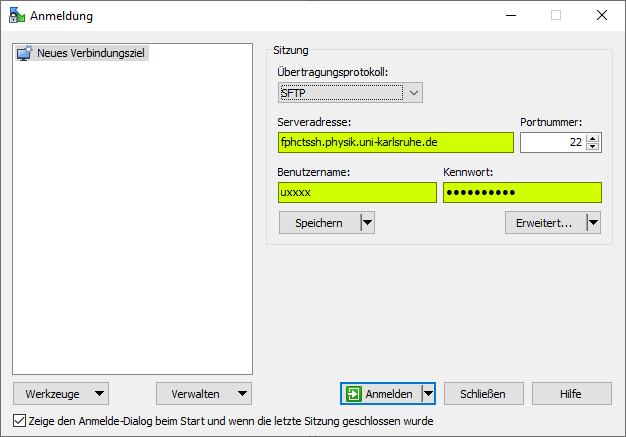 Anmeldung
Neues Verbindungsziel
Sitzung
Übertragungsprotokoll:
SFTP
Serveradresse: Portnummer:
fphctssh.physik.uni-karlsruhe.de 22
Benutzername: Kennwort:
uxxxx ●●●●●●●●●●
Speichern Erweitert...
Werkzeuge Verwalten Anmelden Schließen Hilfe
Zeige den Anmelde-Dialog beim Start und wenn die letzte Sitzung geschlossen wurde